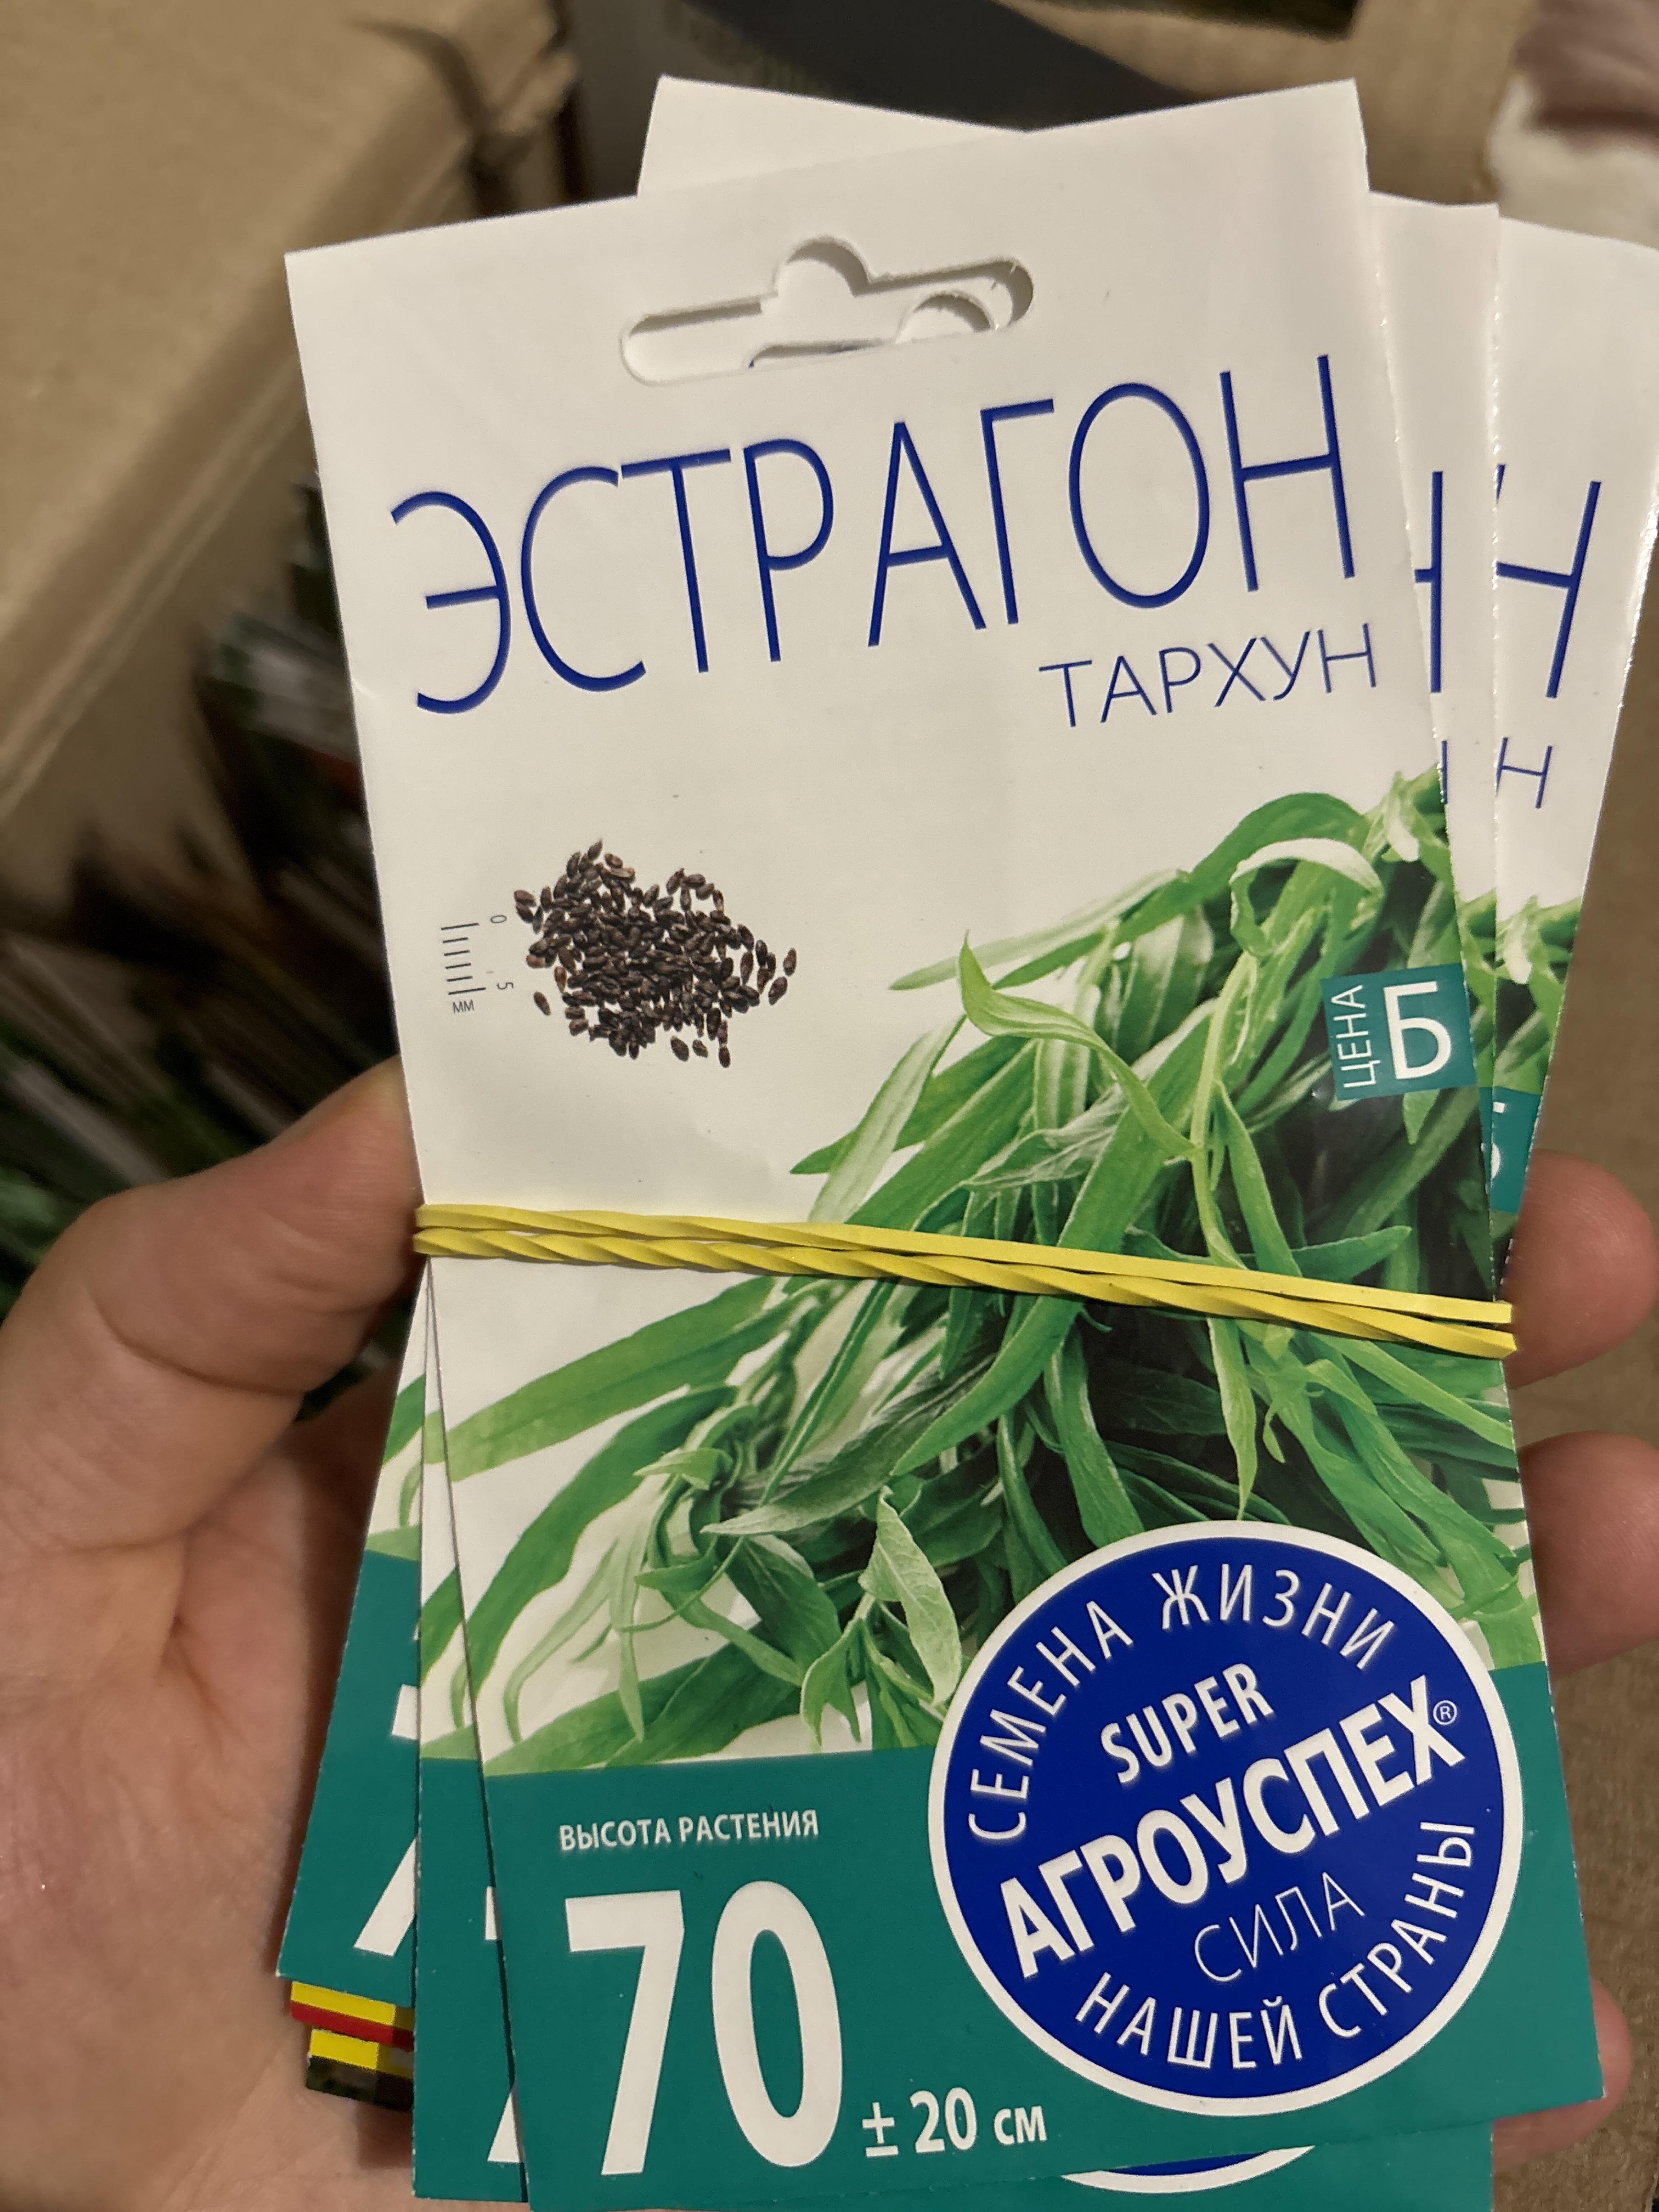 ЭСТРАГОН
ТАРХУН
0 5
мм
ЦЕНА Б
ВЫСОТА РАСТЕНИЯ
70 ± 20 см
СЕМЕНА ЖИЗНИ
SUPER
АГРОУСПЕХ®
СИЛА
НАШЕЙ СТРАНЫ